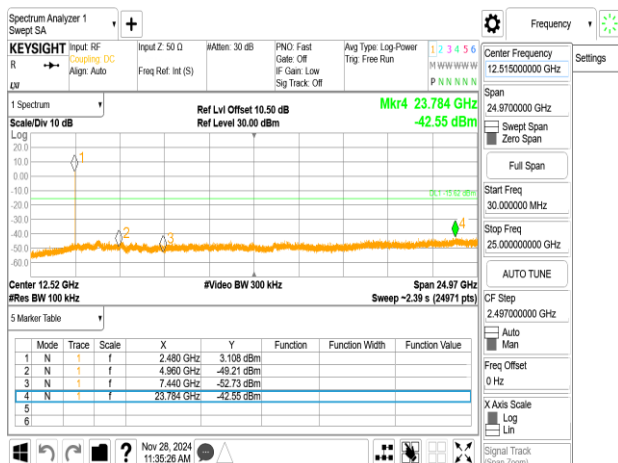 Spectrum Analyzer 1
Swept SA
+
Frequency
KEYSIGHT
R
LXI
Input: RF
Coupling: DC
Align: Auto
Input Z: 50 Ω
Freq Ref: Int (S)
#Atten: 30 dB
PNO: Fast
Gate: Off
IF Gain: Low
Sig Track: Off
Avg Type: Log-Power
Trig: Free Run
1 2 3 4 5 6
M W W W W W
P N N N N N
1 Spectrum
Scale/Div 10 dB
Ref Lvl Offset 10.50 dB
Ref Level 30.00 dBm
Mkr4 23.784 GHz
-42.55 dBm
Log
20.0
10.0
0.00
-10.0
-20.0
-30.0
-40.0
-50.0
-60.0
1
2
3
4
DL1 -15.62 dBm
Center 12.52 GHz
#Res BW 100 kHz
#Video BW 300 kHz
Span 24.97 GHz
Sweep ~2.39 s (24971 pts)
5 Marker Table
Mode Trace Scale X Y Function Function Width Function Value
1 N 1 f 2.480 GHz 3.108 dBm
2 N 1 f 4.960 GHz -49.21 dBm
3 N 1 f 7.440 GHz -52.73 dBm
4 N 1 f 23.784 GHz -42.55 dBm
5
6
?
Nov 28, 2024
11:35:26 AM
Center Frequency
12.515000000 GHz
Span
24.9700000 GHz
Swept Span
Zero Span
Full Span
Start Freq
30.000000 MHz
Stop Freq
25.000000000 GHz
AUTO TUNE
CF Step
2.497000000 GHz
Auto
Man
Freq Offset
0 Hz
X Axis Scale
Log
Lin
Signal Track
(Span Zoom)
Settings